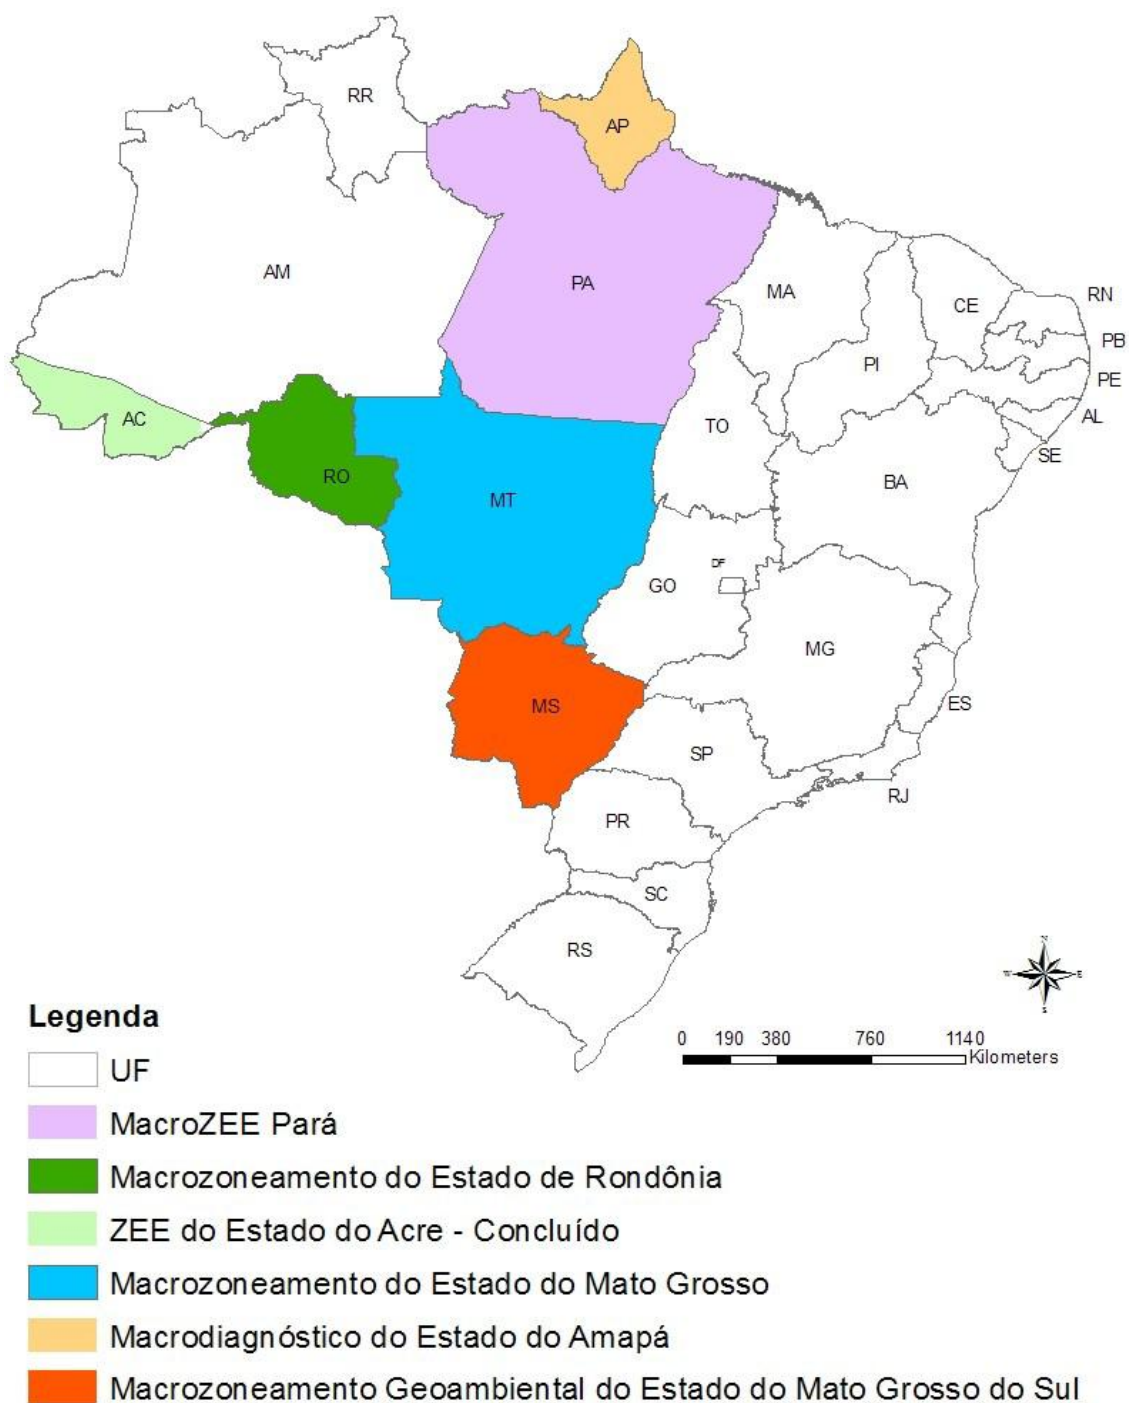 RR
AP
AM
PA
MA
CE
RN
PB
PI
PE
AC
TO
AL
RO
SE
MT
BA
DF
GO
MG
MS
ES
SP
RJ
PR
SC
RS
N
W E
S
Legenda
0 190 380 760 1140
Kilometers
UF
MacroZEE Pará
Macrozoneamento do Estado de Rondônia
ZEE do Estado do Acre - Concluído
Macrozoneamento do Estado do Mato Grosso
Macrodiagnóstico do Estado do Amapá
Macrozoneamento Geoambiental do Estado do Mato Grosso do Sul